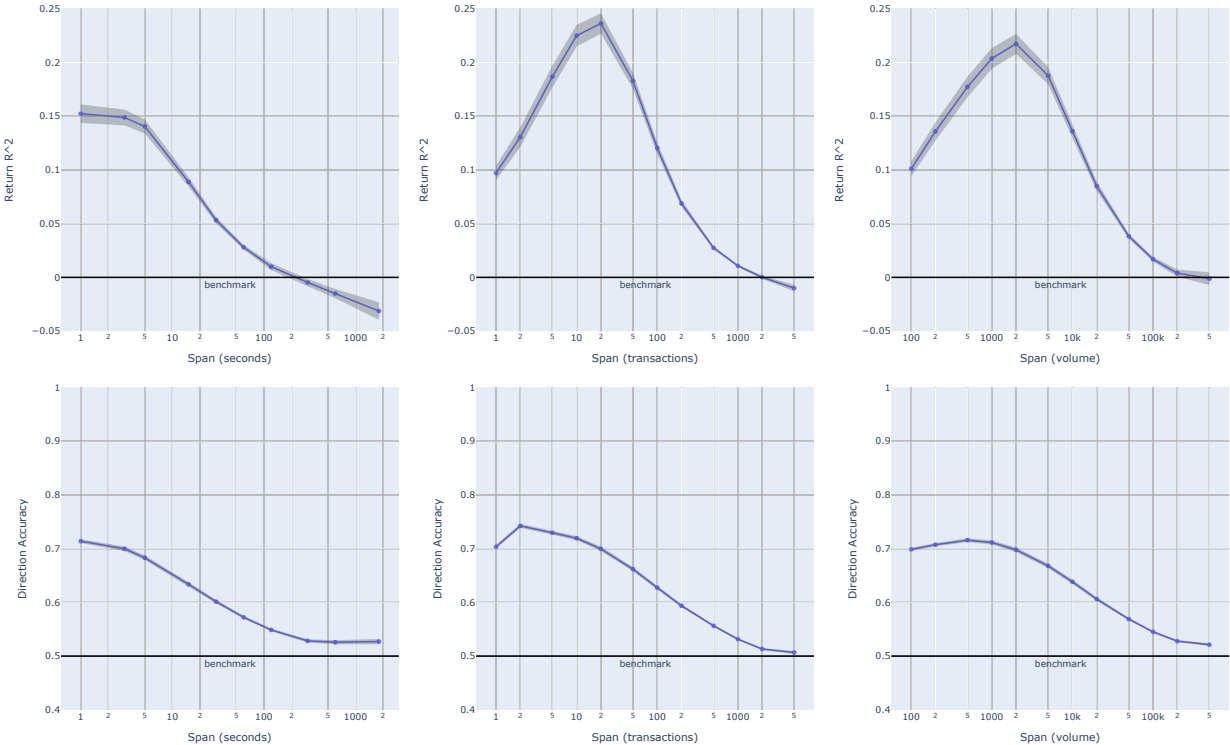 0.25
0.2
0.15
0.1
0.05
0
−0.05
Return R^2
benchmark
1 2 5 10 2 5 100 2 5 1000 2
Span (seconds)
0.25
0.2
0.15
0.1
0.05
0
−0.05
Return R^2
benchmark
1 2 5 10 2 5 100 2 5 1000 2 5
Span (transactions)
0.25
0.2
0.15
0.1
0.05
0
−0.05
Return R^2
benchmark
100 2 5 1000 2 5 10k 2 5 100k 2 5
Span (volume)
1
0.9
0.8
0.7
0.6
0.5
0.4
Direction Accuracy
benchmark
1 2 5 10 2 5 100 2 5 1000 2
Span (seconds)
1
0.9
0.8
0.7
0.6
0.5
0.4
Direction Accuracy
benchmark
1 2 5 10 2 5 100 2 5 1000 2 5
Span (transactions)
1
0.9
0.8
0.7
0.6
0.5
0.4
Direction Accuracy
benchmark
100 2 5 1000 2 5 10k 2 5 100k 2 5
Span (volume)